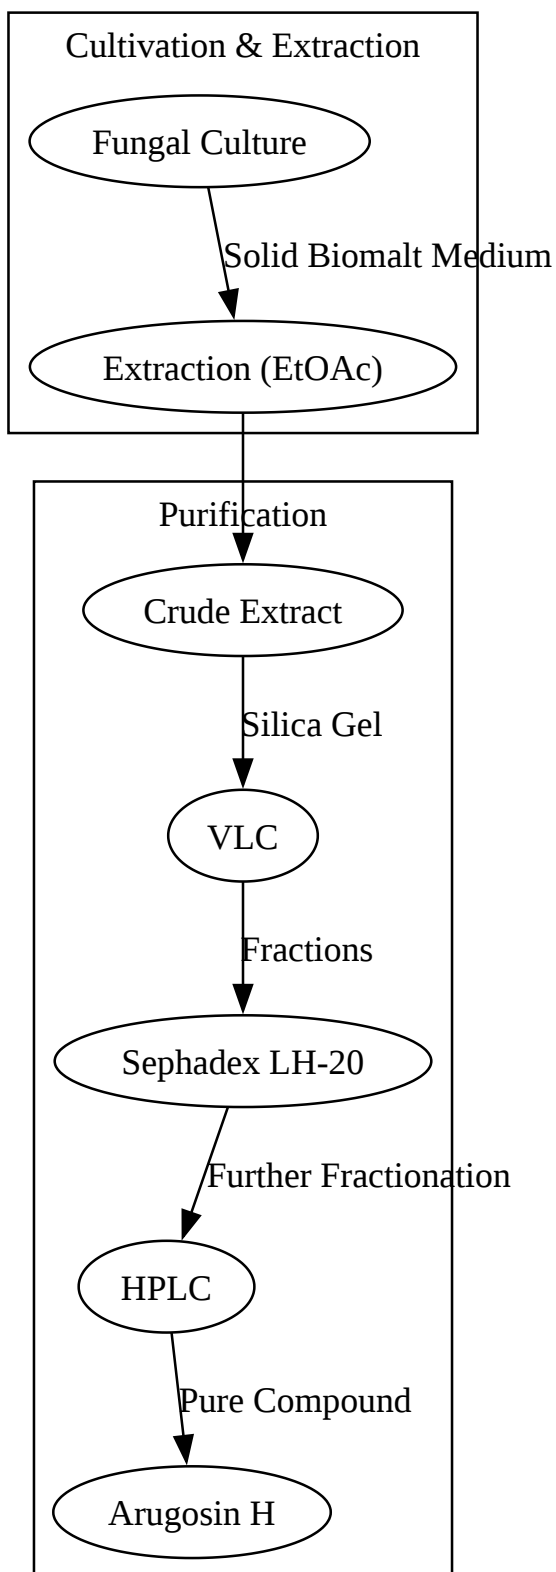 Cultivation & Extraction
Fungal Culture
Solid Biomalt Medium
Extraction (EtOAc)
Purification
Crude Extract
Silica Gel
VLC
Fractions
Sephadex LH-20
Further Fractionation
HPLC
Pure Compound
Arugosin H